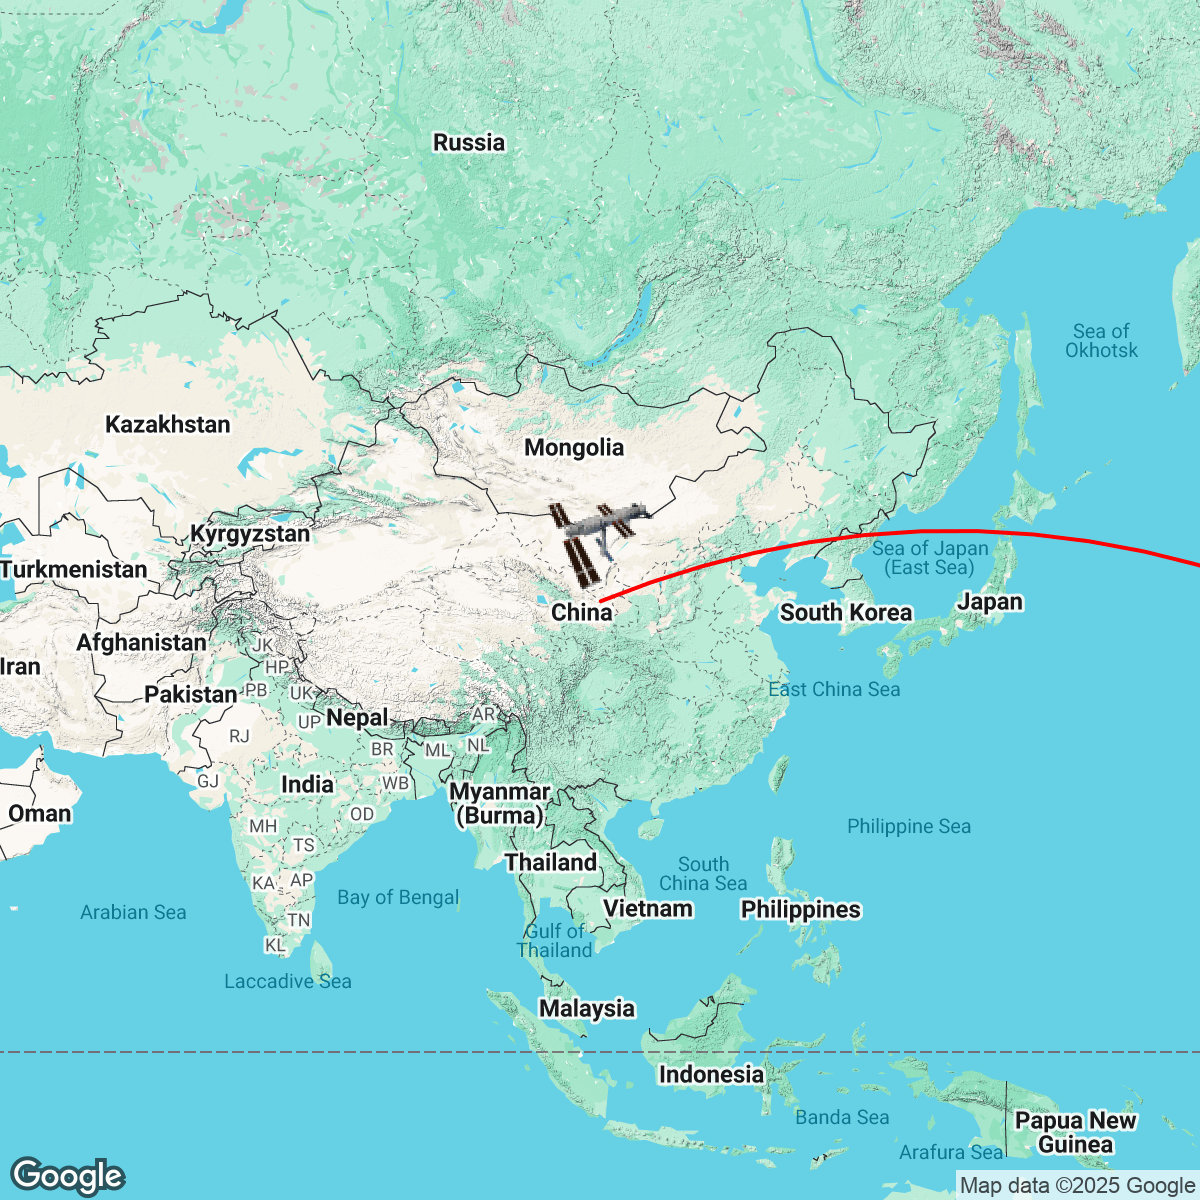 Russia
Sea of
Okhotsk
Kazakhstan
Mongolia
Kyrgyzstan
Sea of Japan
(East Sea)
Turkmenistan
Japan
China
South Korea
Afghanistan
JK
Iran
HP
Pakistan
PB
UK
East China Sea
Nepal
AR
UP
RJ
BR
ML
NL
GJ
India
WB
Myanmar
(Burma)
Oman
OD
MH
Philippine Sea
TS
Thailand
South
China Sea
KA
AP
Bay of Bengal
Arabian Sea
Vietnam
Philippines
TN
Gulf of
Thailand
KL
Laccadive Sea
Malaysia
Indonesia
Banda Sea
Papua New
Guinea
Arafura Sea
Google
Map data ©2025 Google